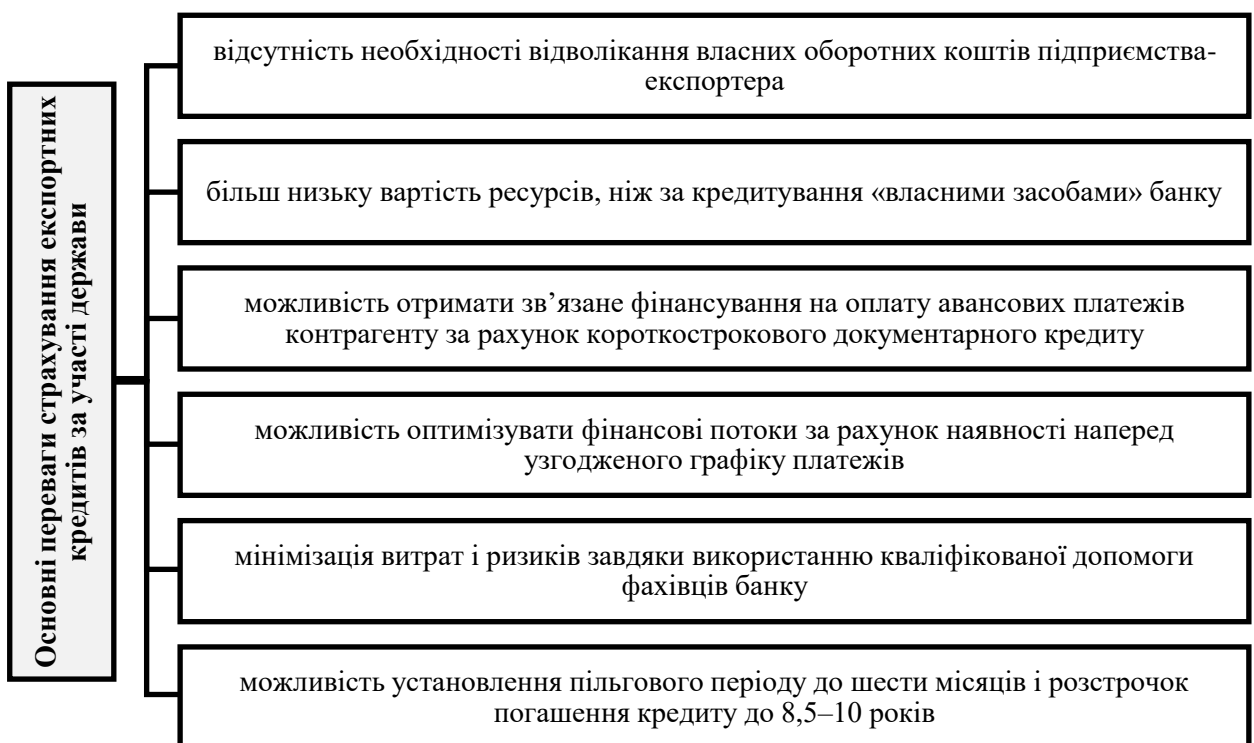 Основні переваги страхування експортних
кредитів за участі держави
відсутність необхідності відволікання власних оборотних коштів підприємства-
експортера
більш низьку вартість ресурсів, ніж за кредитування «власними засобами» банку
можливість отримати зв’язане фінансування на оплату авансових платежів
контрагенту за рахунок короткострокового документарного кредиту
можливість оптимізувати фінансові потоки за рахунок наявності наперед
узгодженого графіку платежів
мінімізація витрат і ризиків завдяки використанню кваліфікованої допомоги
фахівців банку
можливість установлення пільгового періоду до шести місяців і розстрочок
погашення кредиту до 8,5–10 років